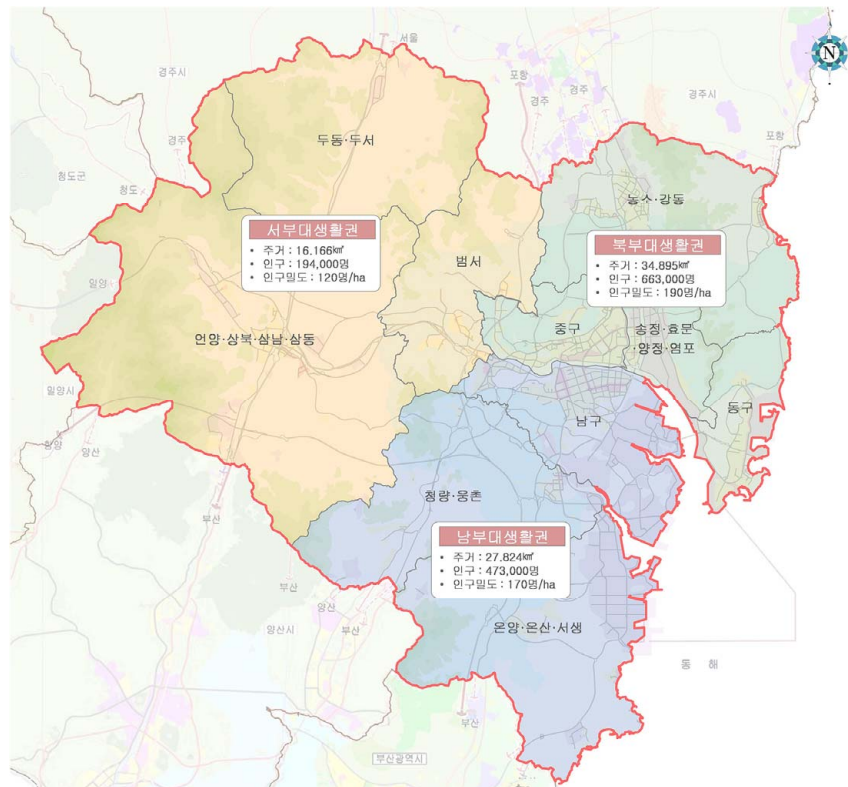 N
서울
경주시
포항
경주
경주
경주시
포항
경주
두동·두서
청도군
청도
농소·강동
서부대생활권
• 주거 : 16.166㎢
• 인구 : 194,000명
• 인구밀도 : 120명/ha
북부대생활권
• 주거 : 34.895㎢
• 인구 : 663,000명
• 인구밀도 : 190명/ha
범서
밀양
언양·상북·삼남·삼동
중구
송정·효문
·양정·염포
밀양시
동구
남구
함양
양산
청량·웅촌
부산
남부대생활권
• 주거 : 27.824㎢
• 인구 : 473,000명
• 인구밀도 : 170명/ha
부산
양산
양산시
부산
온양·온산·서생
동 해
부산
부산광역시